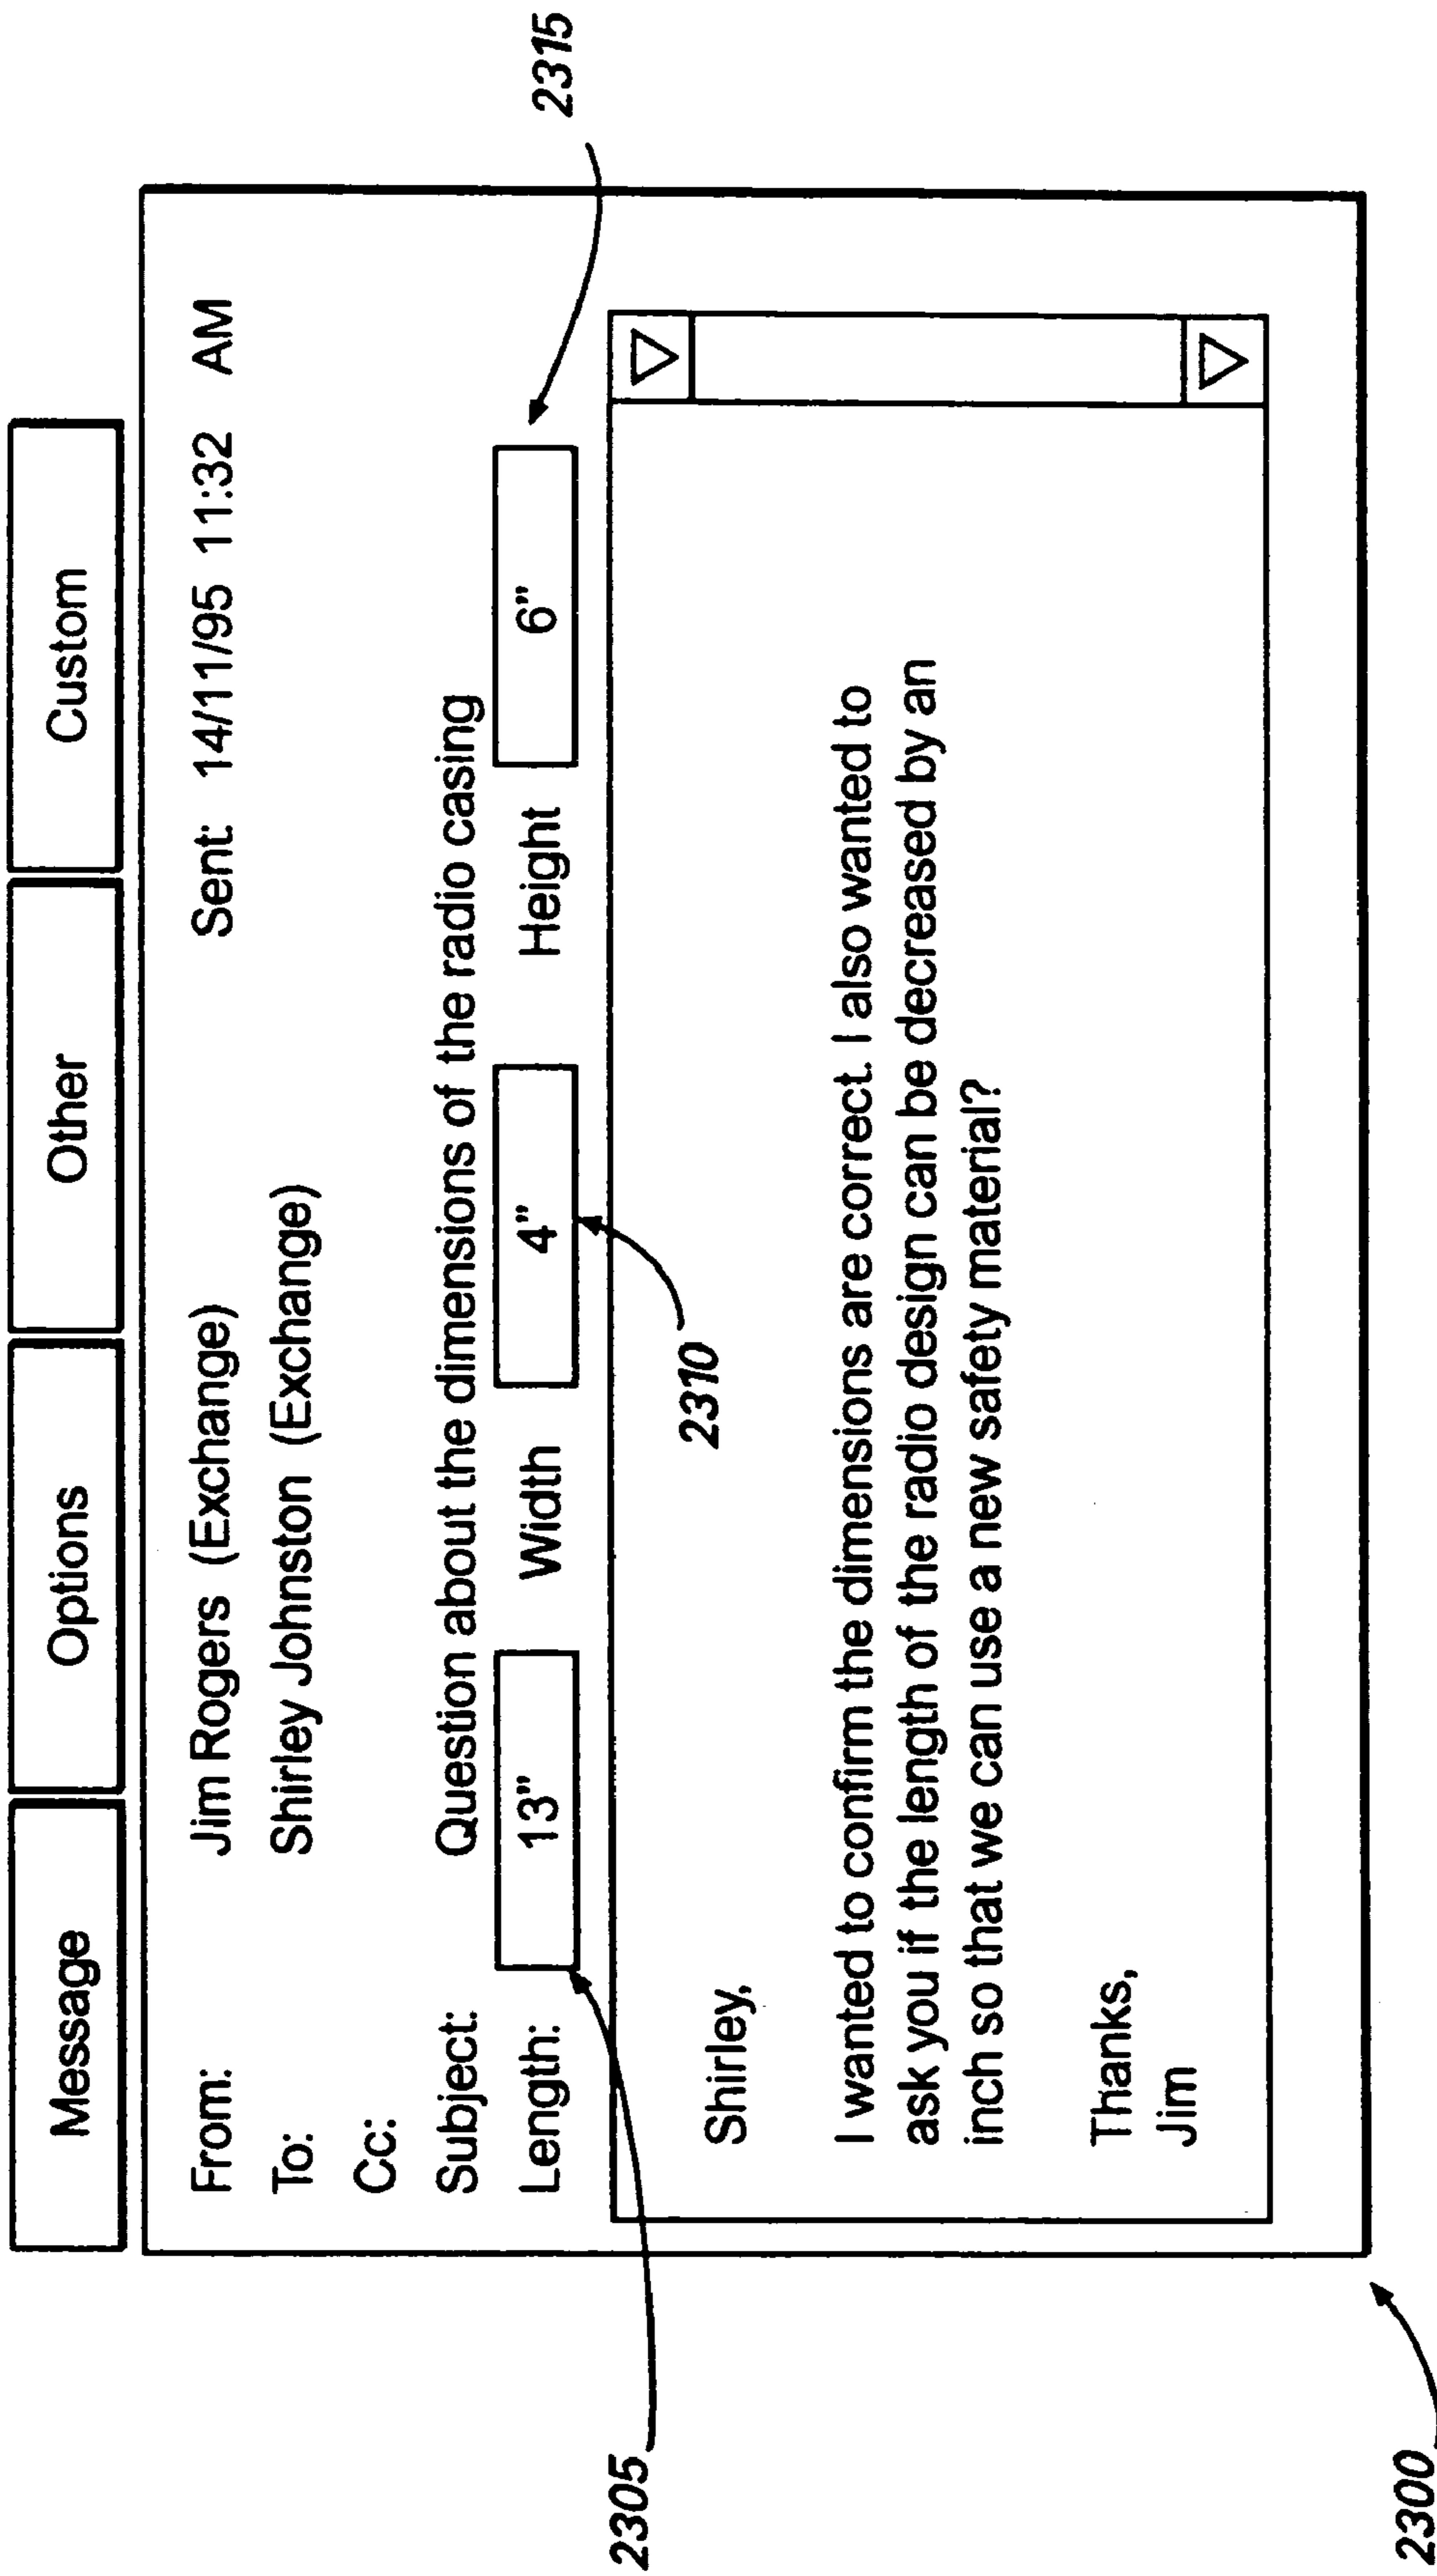 Message Options Other Custom
From: Jim Rogers (Exchange) Sent: 14/11/95 11:32 AM
To: Shirley Johnston (Exchange)
Cc:
Subject: Question about the dimensions of the radio casing
Length: 13" Width 4" Height 6"
2315
2310
2305
Shirley,
I wanted to confirm the dimensions are correct. I also wanted to
ask you if the length of the radio design can be decreased by an
inch so that we can use a new safety material?
Thanks,
Jim
2300